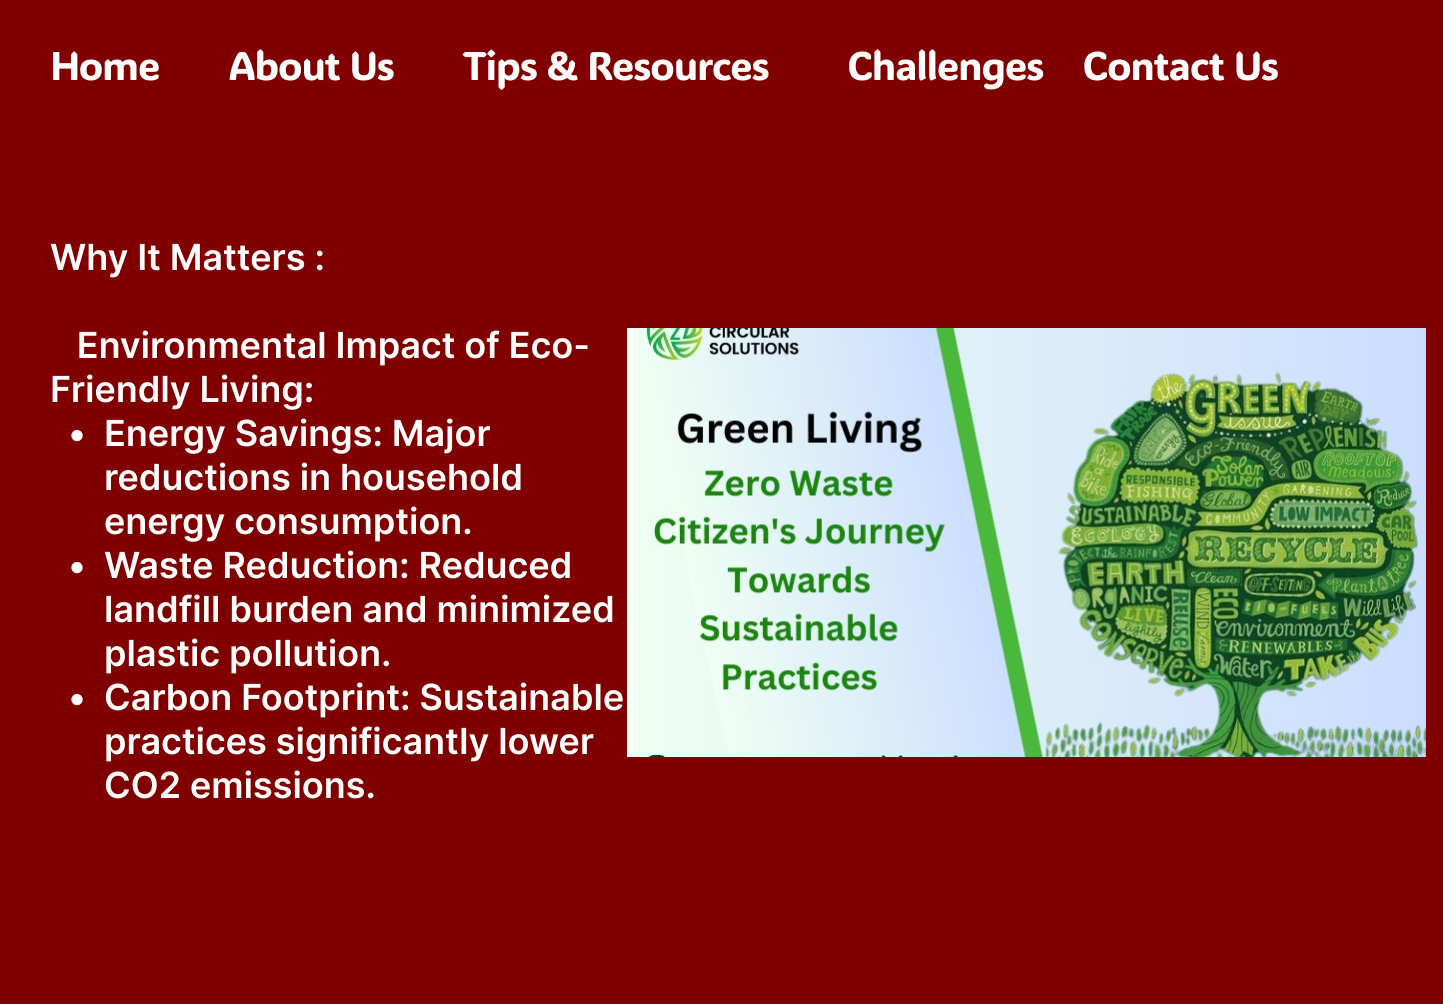 Home About Us Tips & Resources Challenges Contact Us
Why It Matters :
Environmental Impact of Eco-
Friendly Living:
• Energy Savings: Major
reductions in household
energy consumption.
• Waste Reduction: Reduced
landfill burden and minimized
plastic pollution.
• Carbon Footprint: Sustainable
practices significantly lower
CO2 emissions.
CIRCULAR
SOLUTIONS
Green Living
Zero Waste
Citizen's Journey
Towards
Sustainable
Practices
the GREEN
issue
EARTH
DAY
REPLENISH
Eco-Friendly
Ride
a
bike
Solar
Power
AIR
ROOFTOP
meadows
RESPONSIBLE
FISHING
Global
GARDENING
Reduce
SUSTAINABLE
COMMUNITY
LOW IMPACT
CAR
POOL
ECOLOGY
RECYCLE
PROTECT the RAINFOREST
EARTH
Clean
OFFSETING
Plant A tree
ORGANIC
LIVE
lightly
REUSE
WIND
ECO
BIO-FUELS
Wild Life
environment
CONSERVE
RENEWABLES
Water
TAKE the BUS